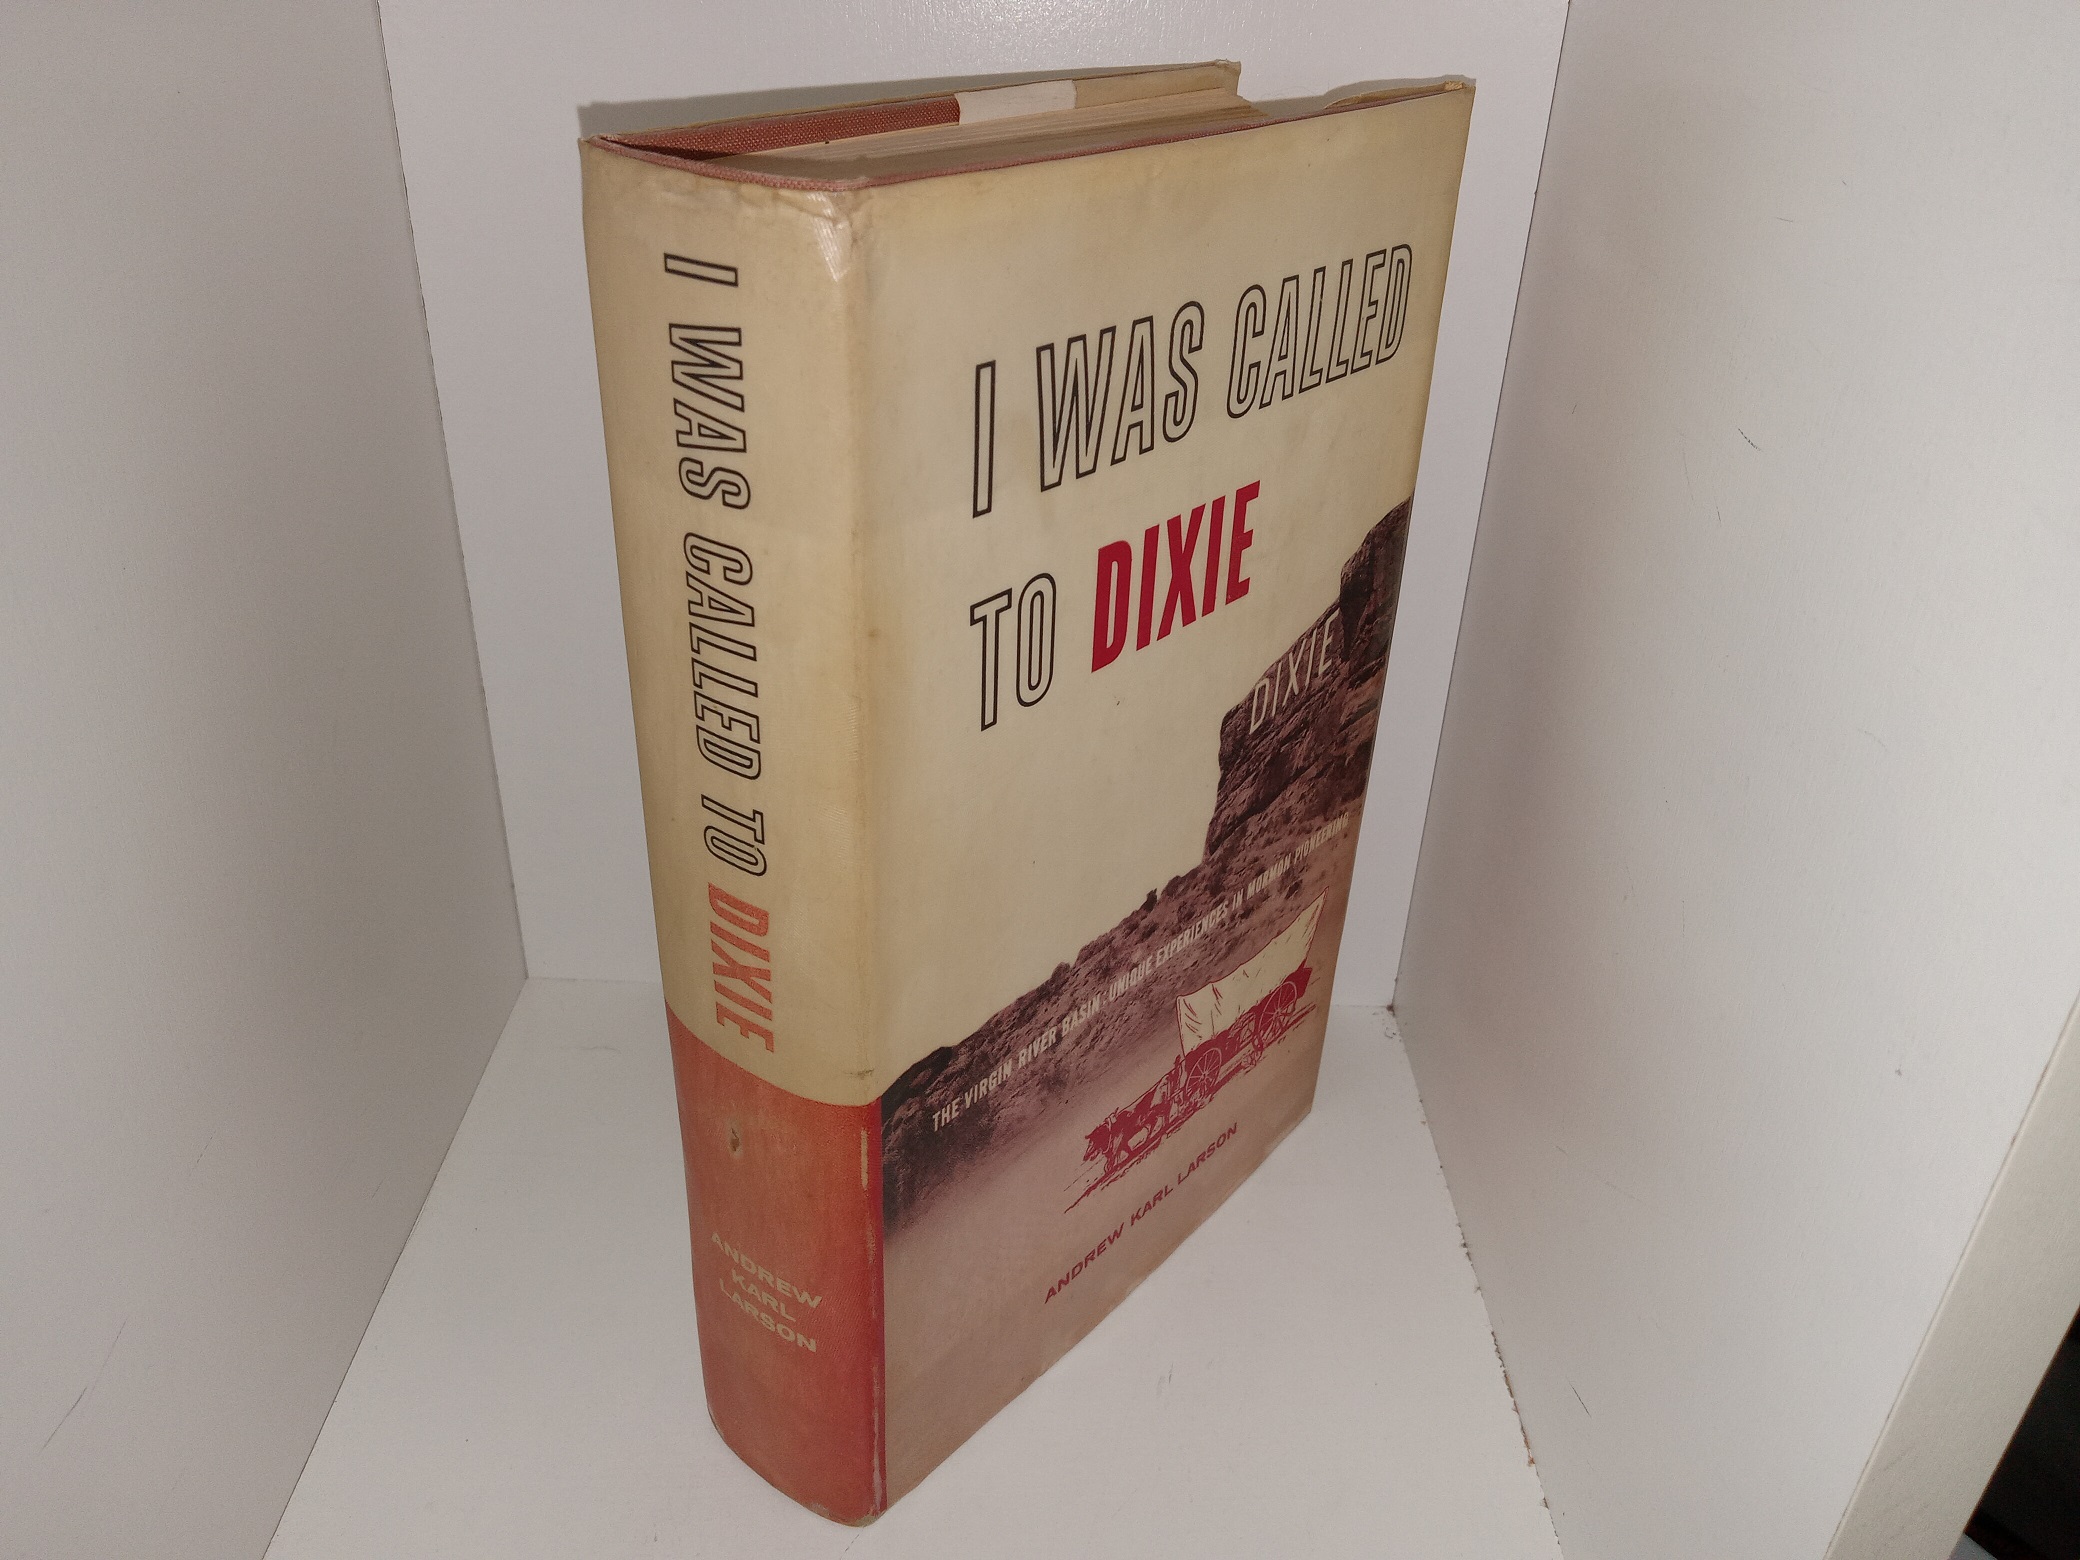 I WAS CALLED TO DIXIE
ANDREW
KARL
LARSON
I WAS CALLED
TO DIXIE
DIXIE
THE VIRGIN RIVER BASIN: UNIQUE EXPERIENCES IN MORMON PIONEERING
ANDREW KARL LARSON